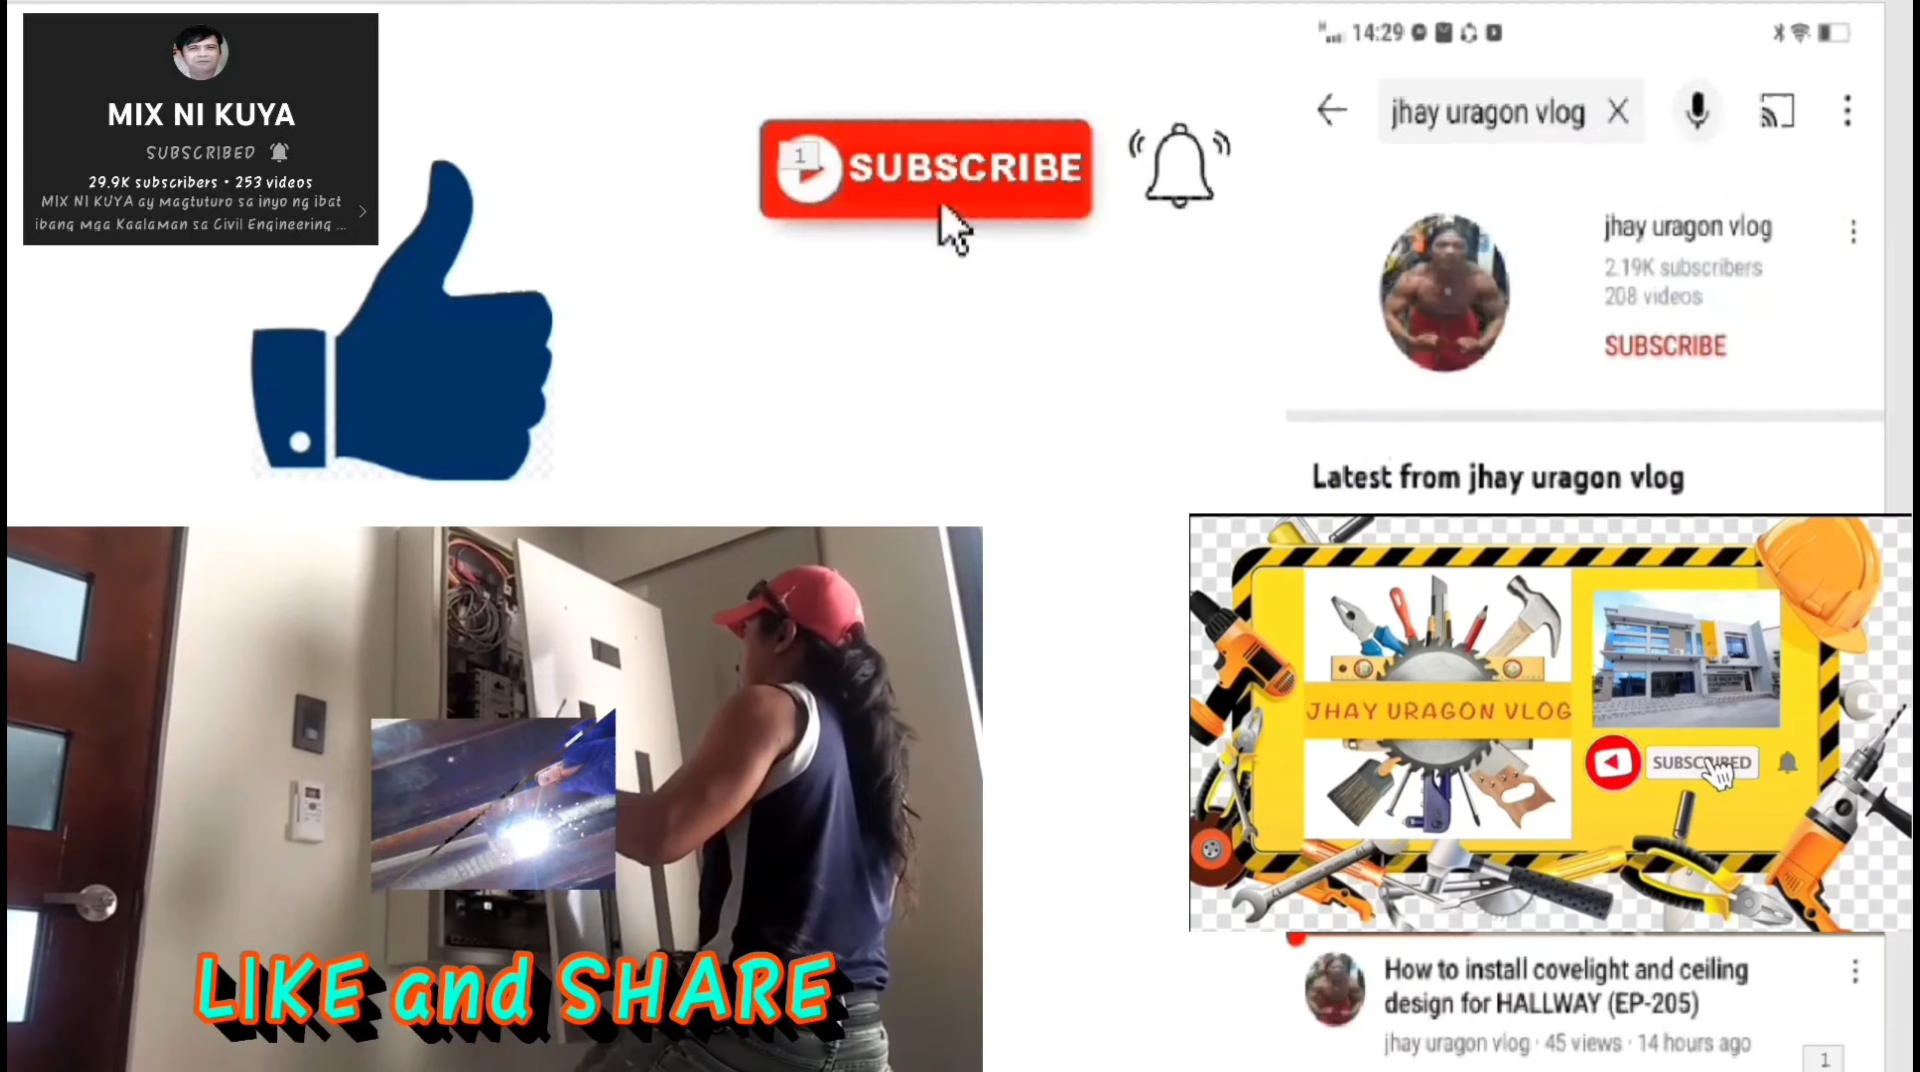 MIX NI KUYA
SUBSCRIBED
29.9K subscribers • 253 videos
MIX NI KUYA ay magtuturo sa inyo ng ibat
ibang mga Kaalaman sa Civil Engineering ...
1
SUBSCRIBE
H
14:29
jhay uragon vlog
jhay uragon vlog
2.19K subscribers
208 videos
SUBSCRIBE
Latest from jhay uragon vlog
JHAY URAGON VLOG
SUBSCRIBED
LIKE and SHARE
How to install covelight and ceiling
design for HALLWAY (EP-205)
jhay uragon vlog · 45 views · 14 hours ago
1